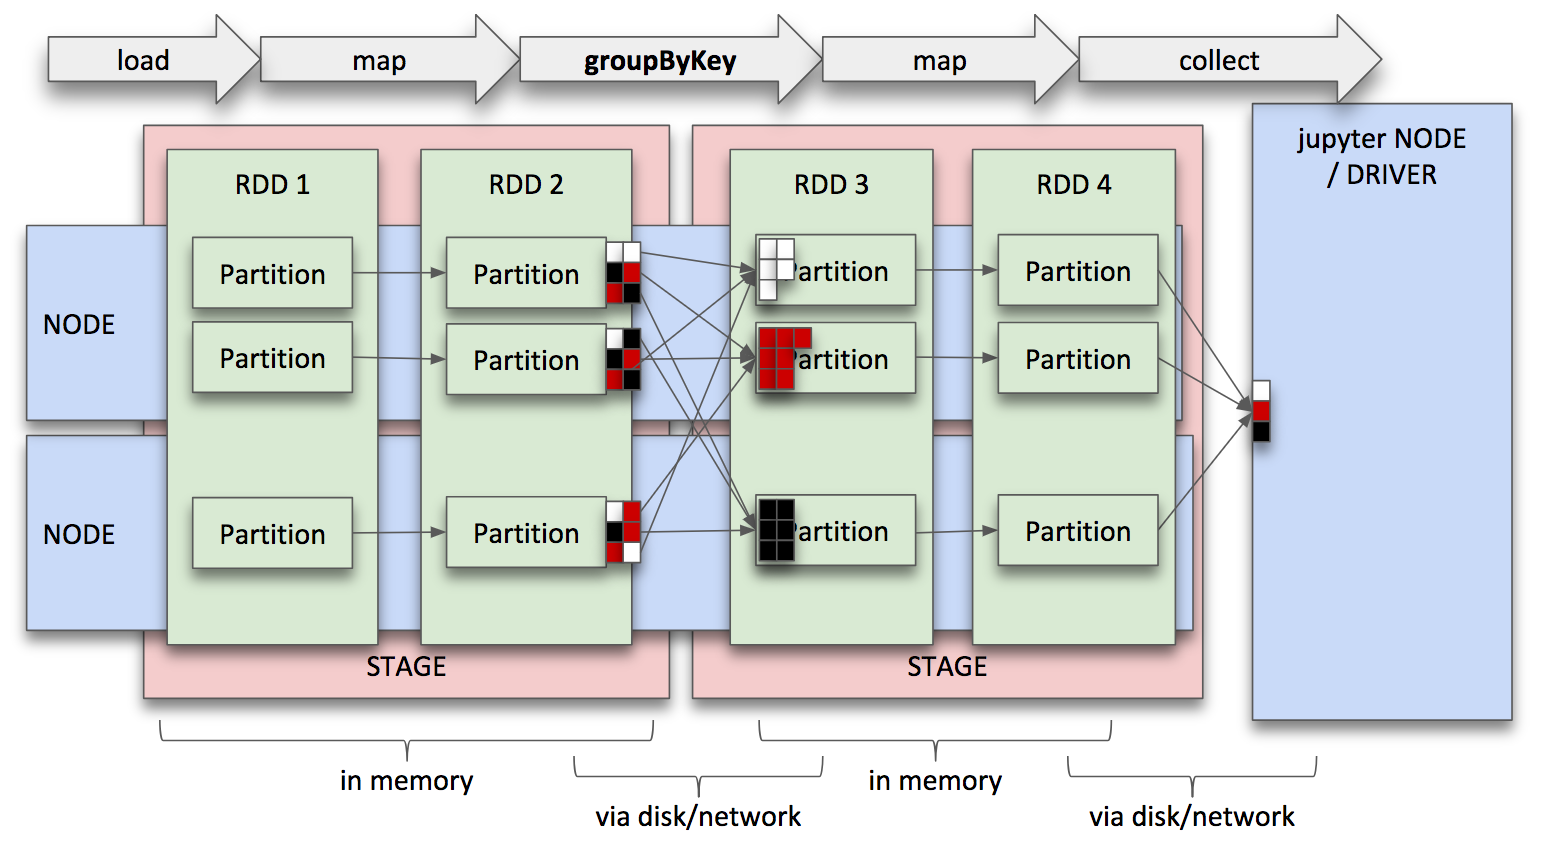 load
map
groupByKey
map
collect
jupyter NODE
/ DRIVER
RDD 1
RDD 2
RDD 3
RDD 4
NODE
Partition
Partition
Partition
Partition
Partition
Partition
Partition
Partition
NODE
Partition
Partition
Partition
Partition
STAGE
STAGE
in memory
in memory
via disk/network
via disk/network